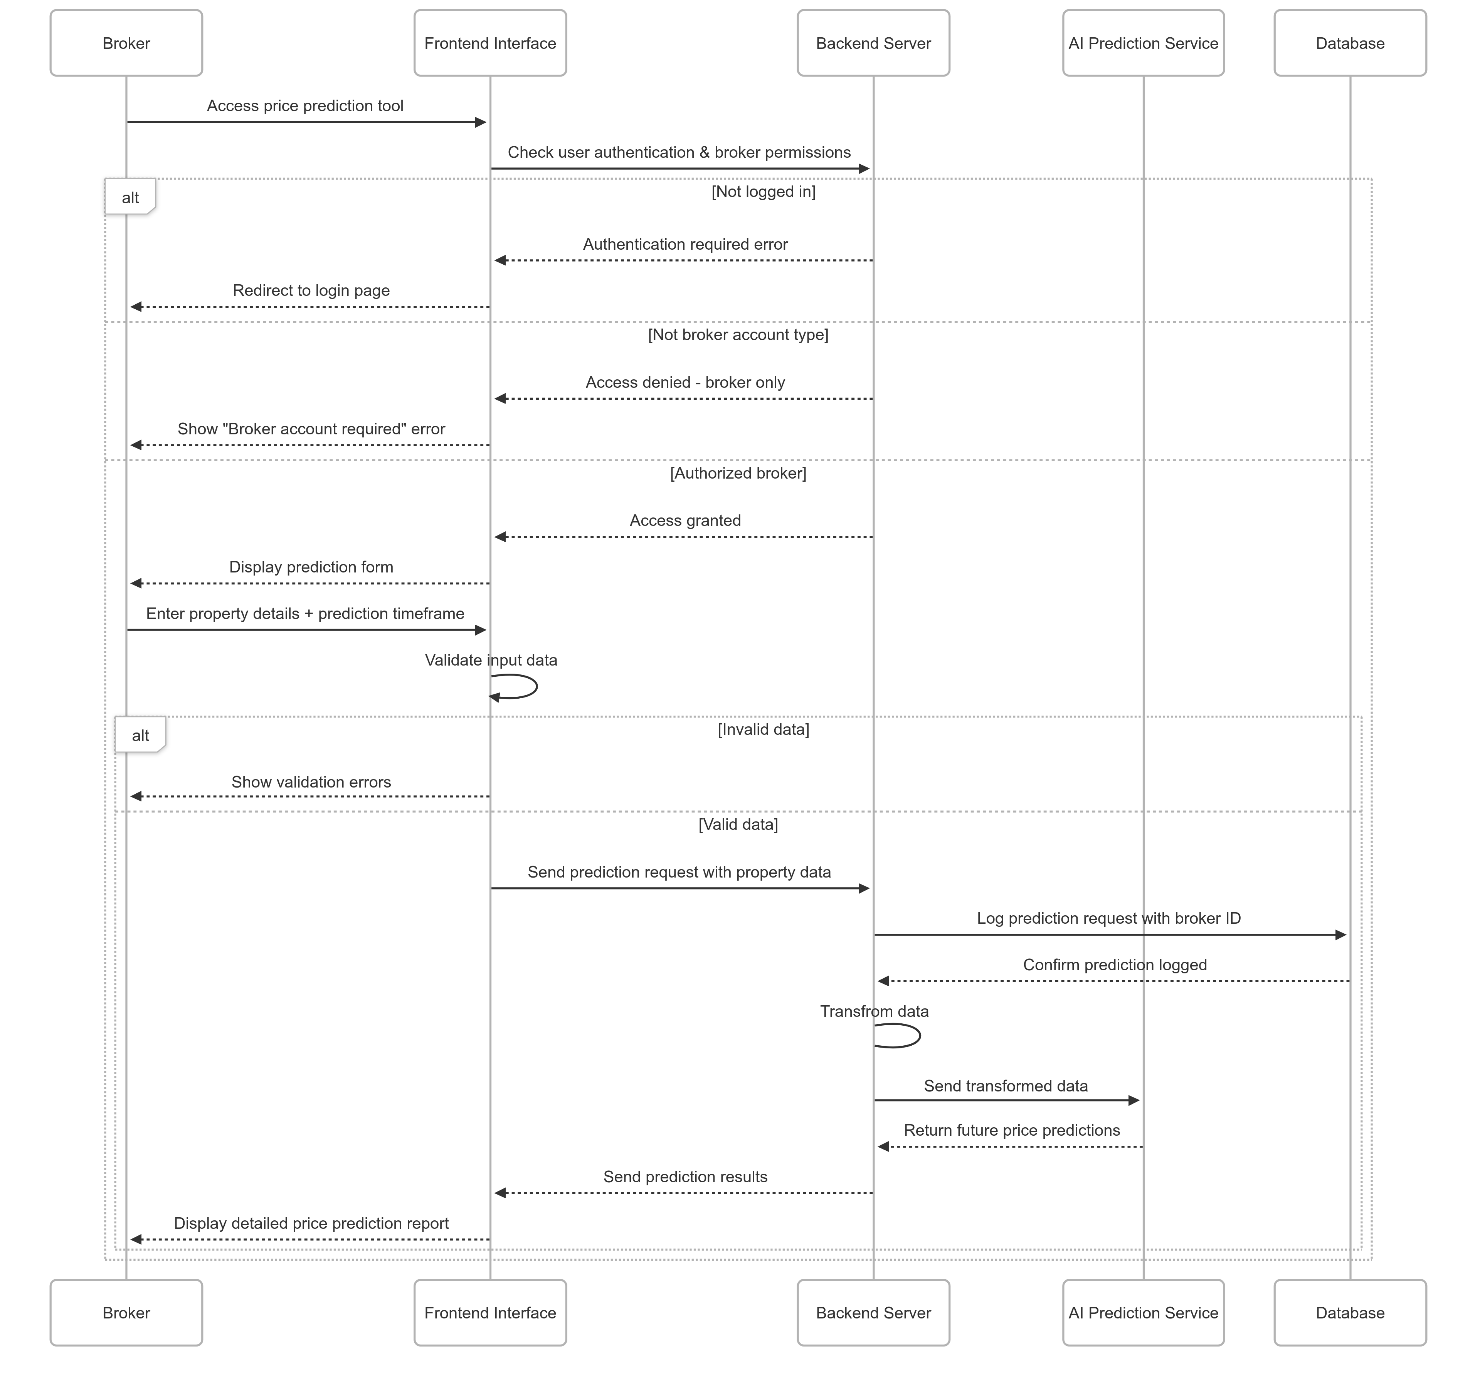 Broker
Frontend Interface
Backend Server
AI Prediction Service
Database
Access price prediction tool
Check user authentication & broker permissions
alt
[Not logged in]
Authentication required error
Redirect to login page
[Not broker account type]
Access denied - broker only
Show "Broker account required" error
[Authorized broker]
Access granted
Display prediction form
Enter property details + prediction timeframe
Validate input data
alt
[Invalid data]
Show validation errors
[Valid data]
Send prediction request with property data
Log prediction request with broker ID
Confirm prediction logged
Transfrom data
Send transformed data
Return future price predictions
Send prediction results
Display detailed price prediction report
Broker
Frontend Interface
Backend Server
AI Prediction Service
Database